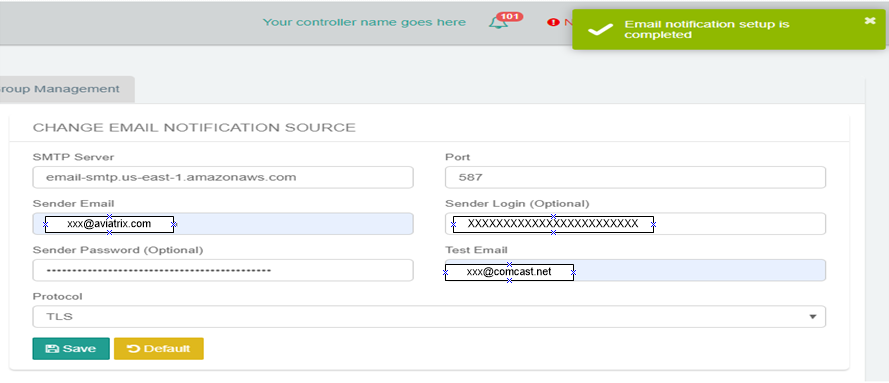 Your controller name goes here
101
N
Email notification setup is
completed
roup Management
CHANGE EMAIL NOTIFICATION SOURCE
SMTP Server
Port
email-smtp.us-east-1.amazonaws.com
587
Sender Email
Sender Login (Optional)
xxx@aviatrix.com
XXXXXXXXXXXXXXXXXXXXXXXX
Sender Password (Optional)
Test Email
xxx@comcast.net
Protocol
TLS
Save
Default